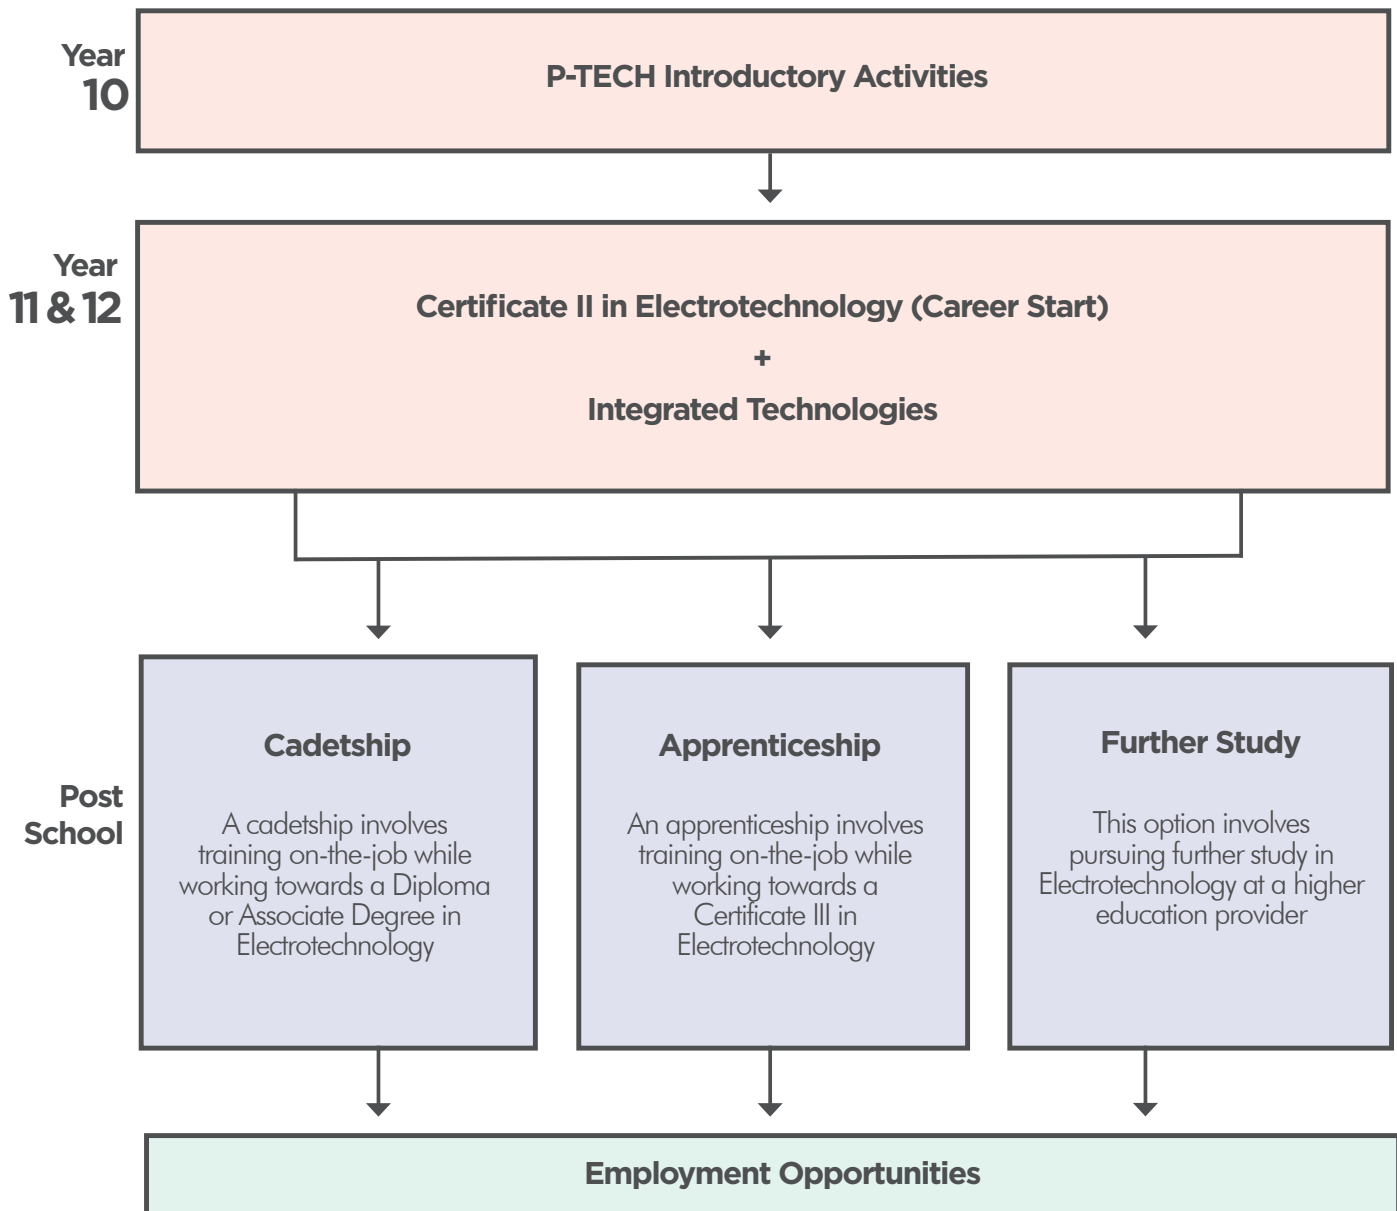 Year
10
P-TECH Introductory Activities
Year
11 & 12
Certificate II in Electrotechnology (Career Start)
+
Integrated Technologies
Post
School
Cadetship
A cadetship involves
training on-the-job while
working towards a Diploma
or Associate Degree in
Electrotechnology
Apprenticeship
An apprenticeship involves
training on-the-job while
working towards a
Certificate III in
Electrotechnology
Further Study
This option involves
pursuing further study in
Electrotechnology at a higher
education provider
Employment Opportunities